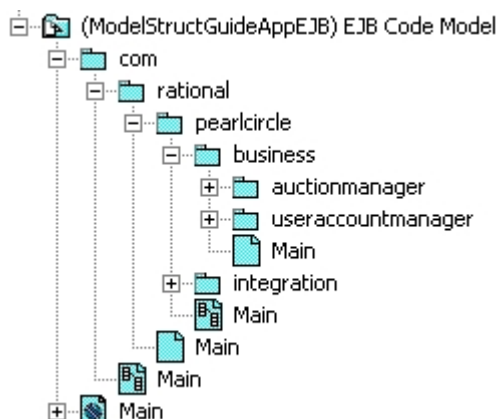 (ModelStructGuideAppEJB) EJB Code Model
com
rational
pearlcircle
business
auctionmanager
useraccountmanager
Main
integration
Main
Main
Main
Main